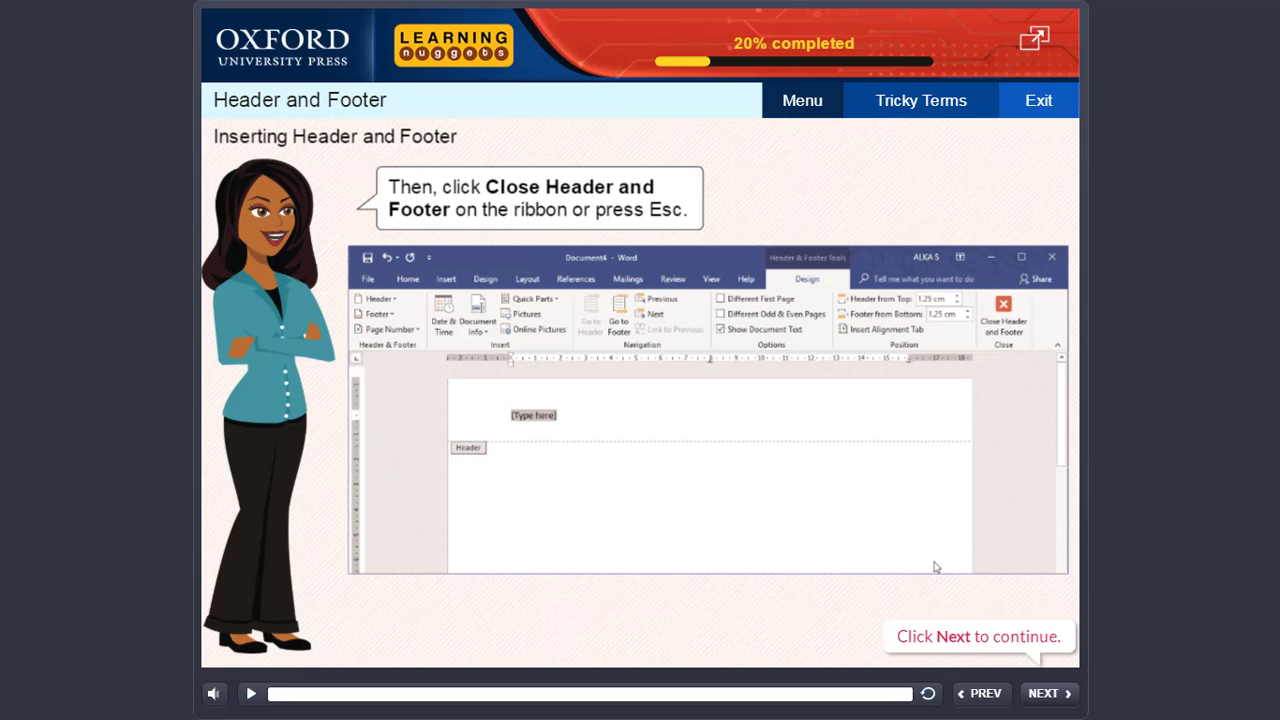 OXFORD
UNIVERSITY PRESS
LEARNING
nuggets
20% completed
Header and Footer
Menu
Tricky Terms
Exit
Inserting Header and Footer
Then, click Close Header and
Footer on the ribbon or press Esc.
Document4 - Word
Header & Footer Tools
ALKA S
File Home Insert Design Layout References Mailings Review View Help Design Tell me what you want to do Share
Header
Footer
Page Number
Header & Footer
Date &
Time
Document
Info
Quick Parts
Pictures
Online Pictures
Insert
Go to
Header
Go to
Footer
Previous
Next
Link to Previous
Navigation
Different First Page
Different Odd & Even Pages
Show Document Text
Options
Header from Top: 1.25 cm
Footer from Bottom: 1.25 cm
Insert Alignment Tab
Position
Close Header
and Footer
Close
[Type here]
Header
Click Next to continue.
PREV
NEXT